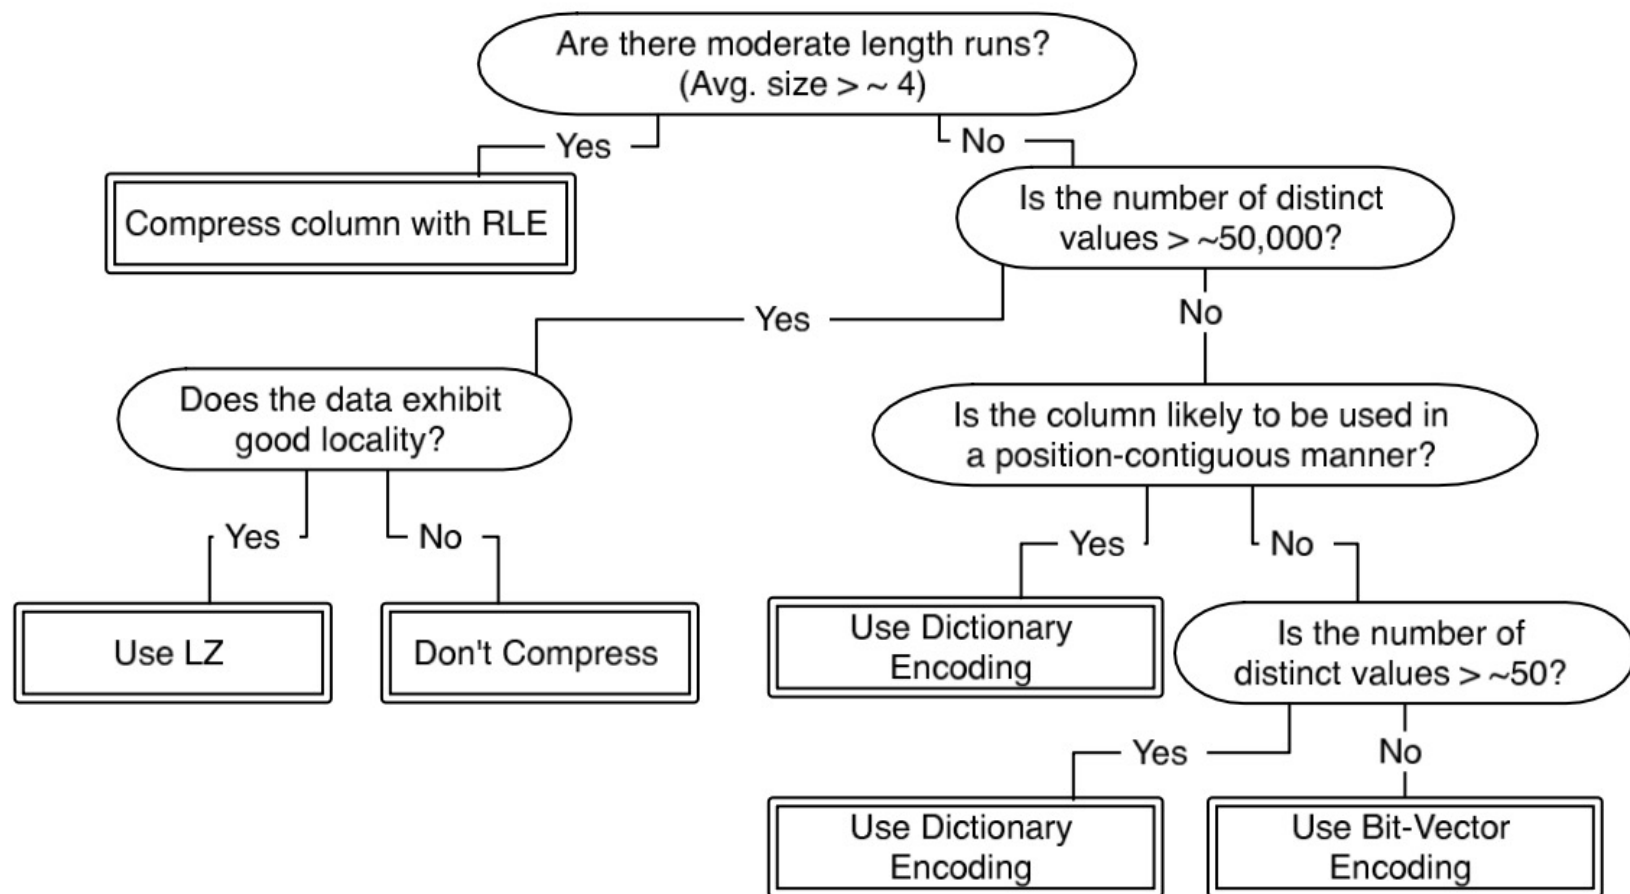 Are there moderate length runs?
(Avg. size > ~ 4)
Yes
No
Compress column with RLE
Is the number of distinct
values > ~50,000?
Yes
No
Does the data exhibit
good locality?
Is the column likely to be used in
a position-contiguous manner?
Yes
No
Yes
No
Use LZ
Don't Compress
Use Dictionary
Encoding
Is the number of
distinct values > ~50?
Yes
No
Use Dictionary
Encoding
Use Bit-Vector
Encoding